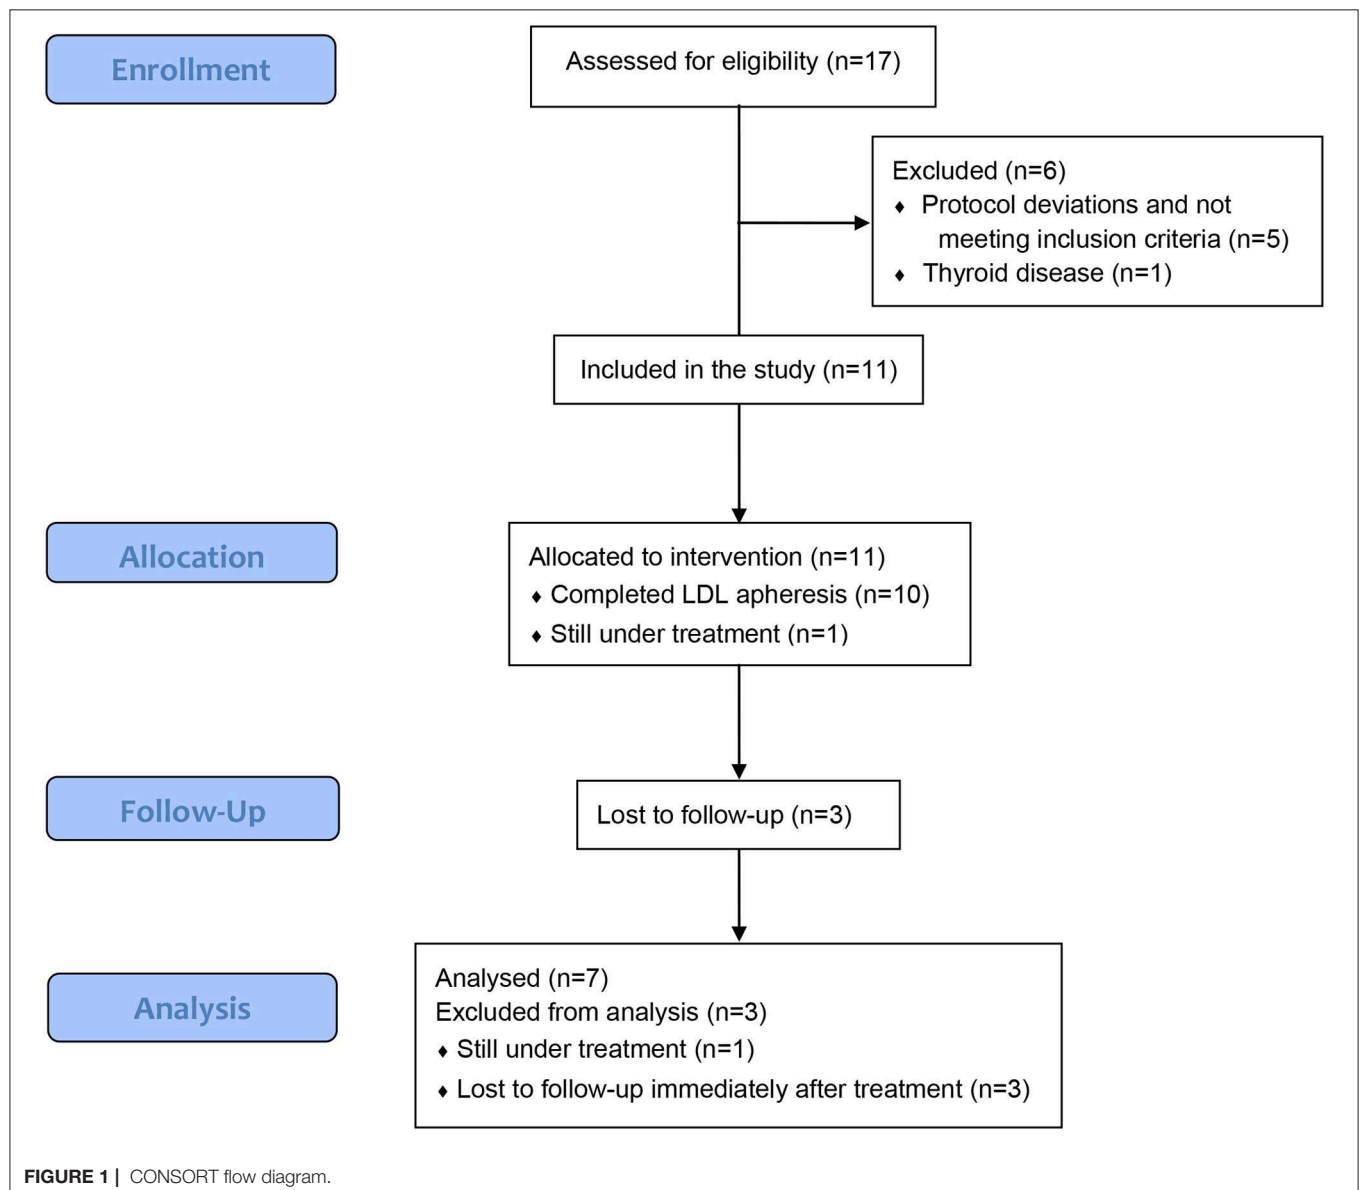 Enrollment
Assessed for eligibility (n=17)
Excluded (n=6)
♦ Protocol deviations and not
meeting inclusion criteria (n=5)
♦ Thyroid disease (n=1)
Included in the study (n=11)
Allocation
Allocated to intervention (n=11)
♦ Completed LDL apheresis (n=10)
♦ Still under treatment (n=1)
Follow-Up
Lost to follow-up (n=3)
Analysis
Analysed (n=7)
Excluded from analysis (n=3)
♦ Still under treatment (n=1)
♦ Lost to follow-up immediately after treatment (n=3)
FIGURE 1 | CONSORT flow diagram.